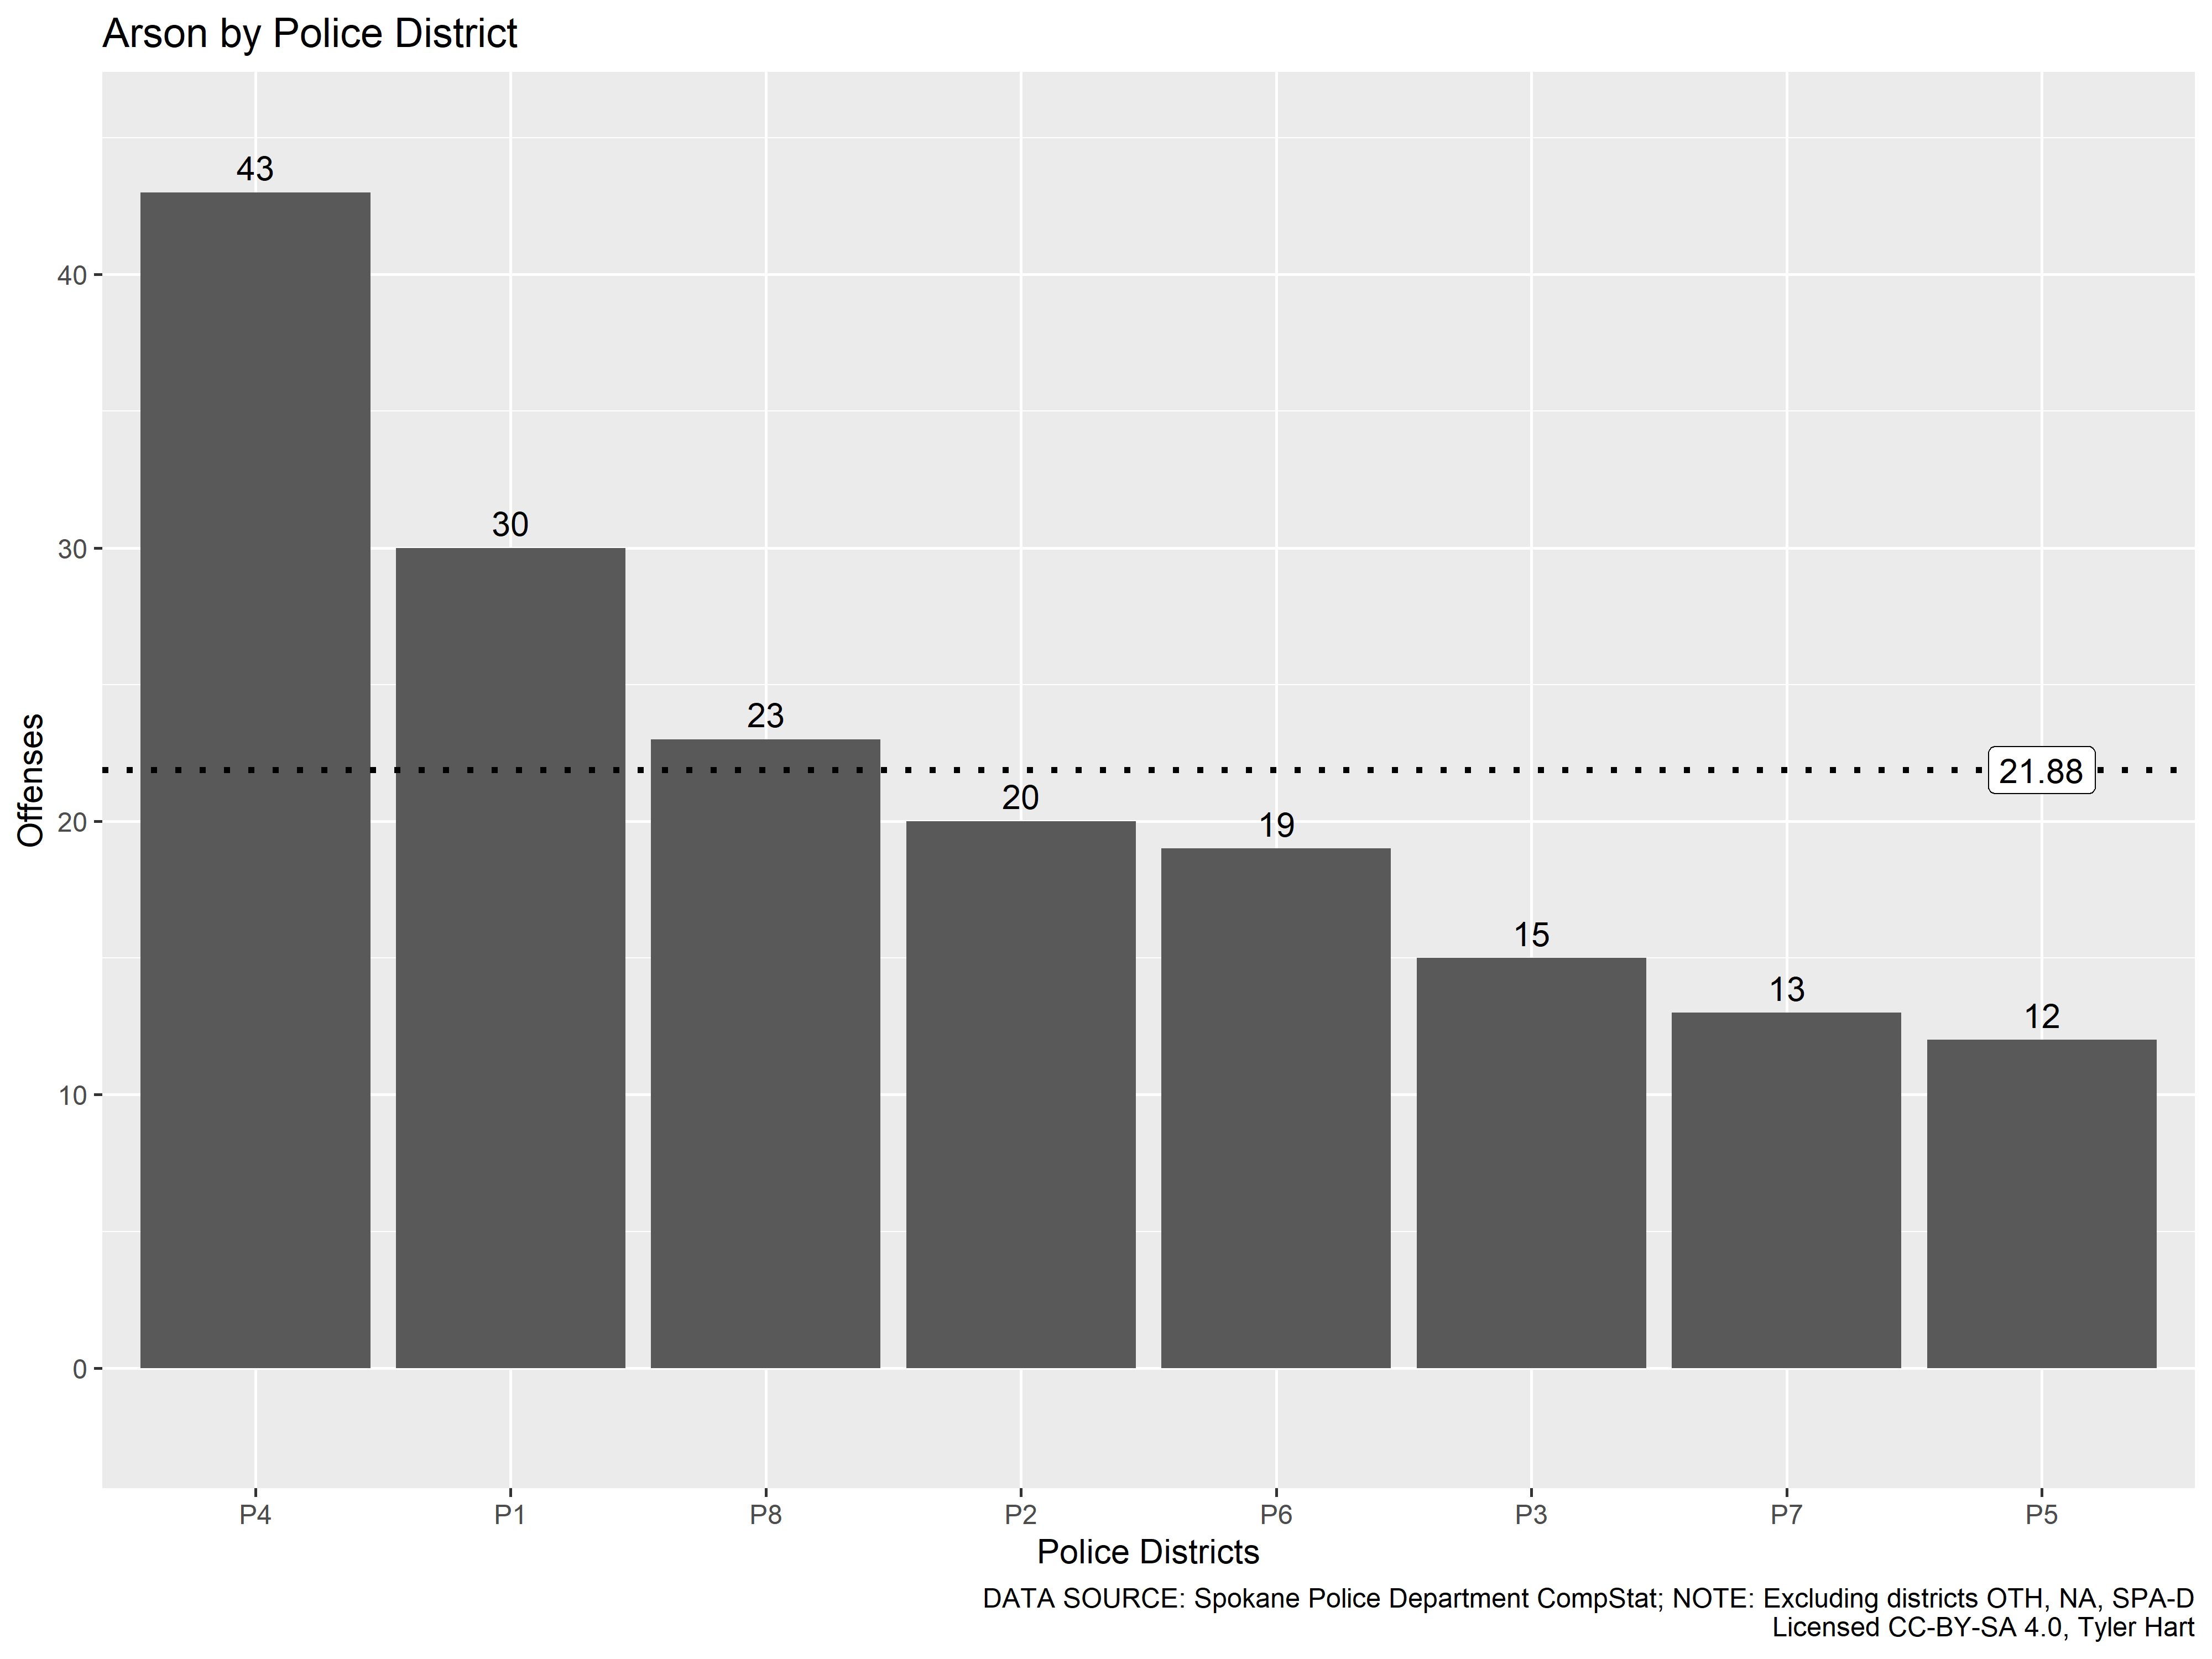 Arson by Police District
Offenses
40
30
20
10
0
43
30
23
20
19
15
13
12
21.88
P4 P1 P8 P2 P6 P3 P7 P5
Police Districts
DATA SOURCE: Spokane Police Department CompStat; NOTE: Excluding districts OTH, NA, SPA-D
Licensed CC-BY-SA 4.0, Tyler Hart